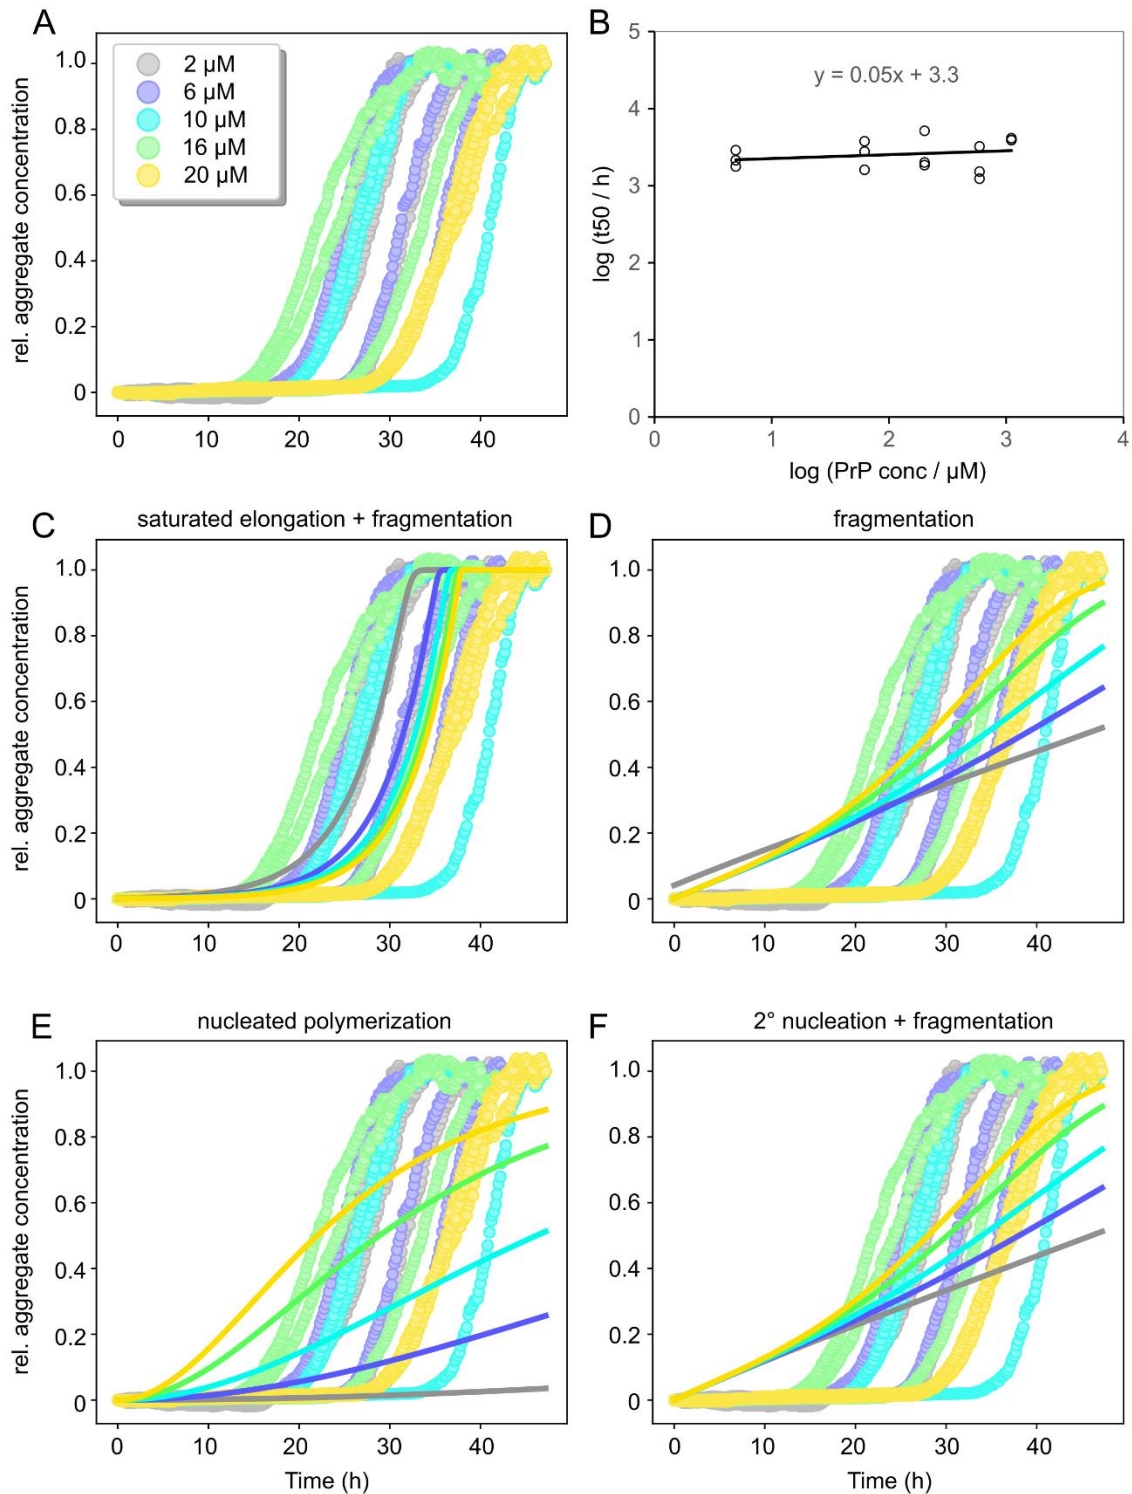 A
1.0
0.8
0.6
0.4
0.2
0
rel. aggregate concentration
2 µM
6 µM
10 µM
16 µM
20 µM
0 10 20 30 40
B
5
4
3
2
1
0
log (t50 / h)
y = 0.05x + 3.3
0 1 2 3 4
log (PrP conc / µM)
C
saturated elongation + fragmentation
1.0
0.8
0.6
0.4
0.2
0
rel. aggregate concentration
0 10 20 30 40
D
fragmentation
1.0
0.8
0.6
0.4
0.2
0
0 10 20 30 40
E
nucleated polymerization
1.0
0.8
0.6
0.4
0.2
0
rel. aggregate concentration
0 10 20 30 40
Time (h)
F
2° nucleation + fragmentation
1.0
0.8
0.6
0.4
0.2
0
0 10 20 30 40
Time (h)